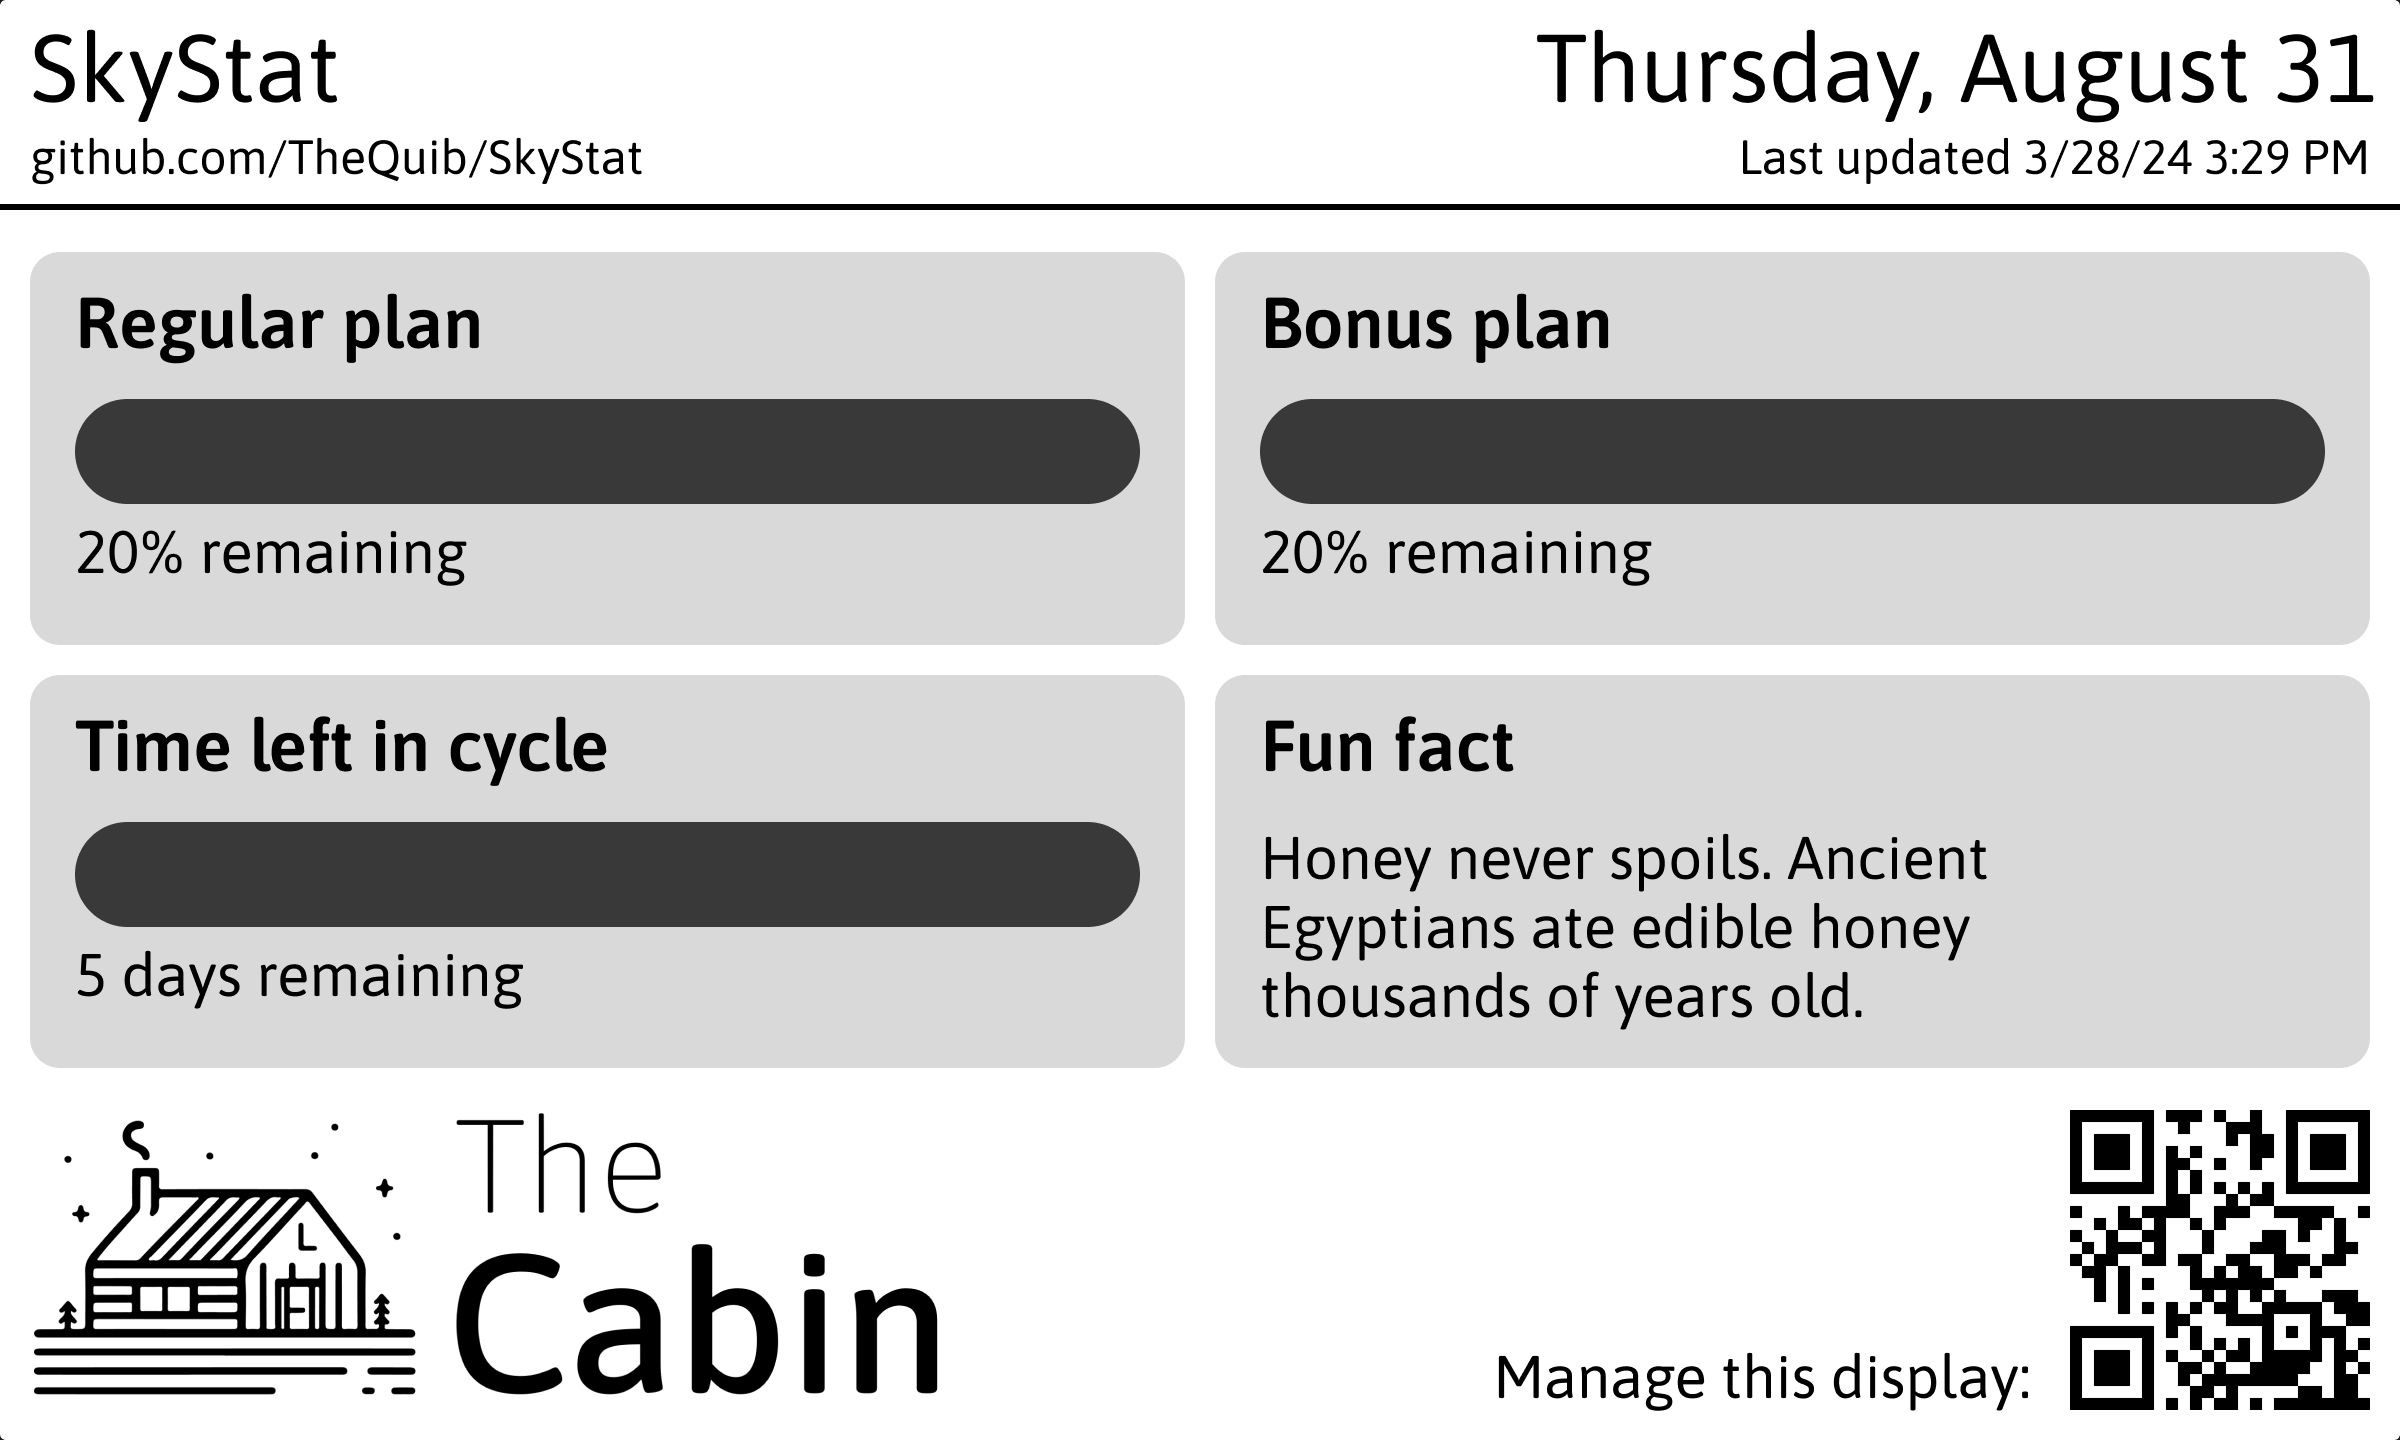 SkyStat
github.com/TheQuib/SkyStat
Thursday, August 31
Last updated 3/28/24 3:29 PM
Regular plan
20% remaining
Bonus plan
20% remaining
Time left in cycle
5 days remaining
Fun fact
Honey never spoils. Ancient
Egyptians ate edible honey
thousands of years old.
The
Cabin
Manage this display: